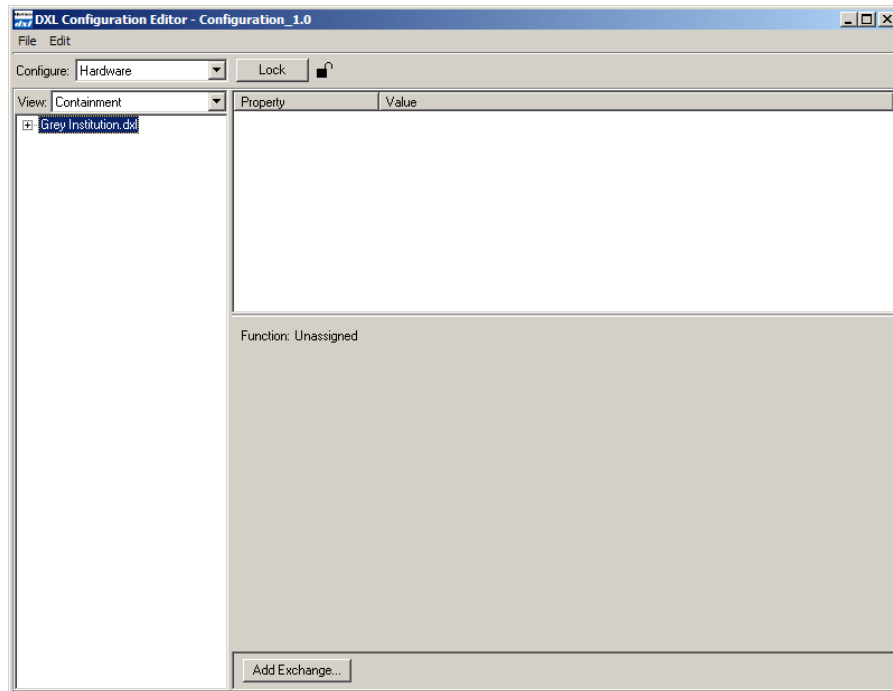 DXL Configuration Editor - Configuration_1.0
File Edit
Configure: Hardware Lock
View: Containment Property Value
Grey Institution.dxl
Function: Unassigned
Add Exchange...